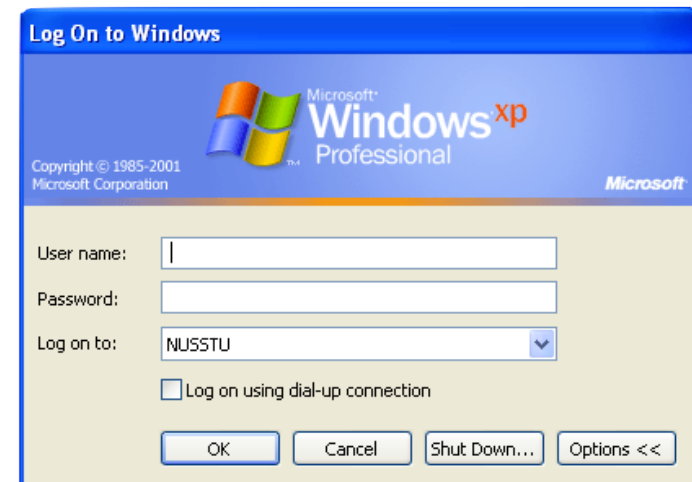 Log On to Windows
Microsoft®
Windows xp
Professional
TM
Copyright © 1985-2001
Microsoft Corporation
Microsoft
User name:
Password:
Log on to: NUSSTU
Log on using dial-up connection
OK Cancel Shut Down... Options <<